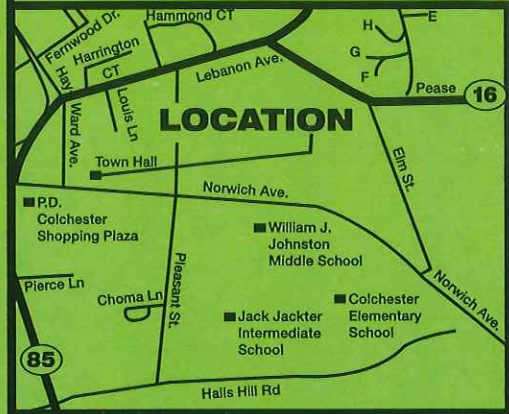 Fernwood Dr.
Hammond CT
Harrington
CT
Hay
Ward Ave.
Louis Ln
Lebanon Ave.
H
E
G
F
Pease
16
LOCATION
Town Hall
Elm St.
Norwich Ave.
P.D.
Colchester
Shopping Plaza
William J.
Johnston
Middle School
Pierce Ln
Choma Ln
Pleasant St.
Jack Jackter
Intermediate
School
Colchester
Elementary
School
Norwich Ave.
85
Halls Hill Rd